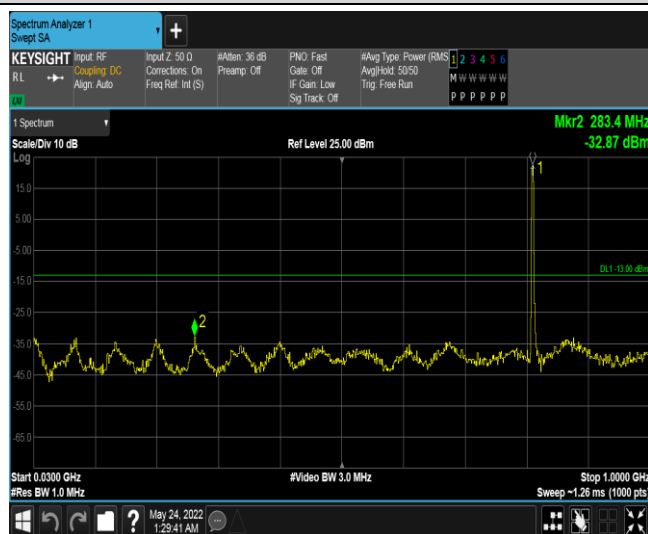 Spectrum Analyzer 1
Swept SA
+
KEYSIGHT
RL
Input: RF
Coupling: DC
Align: Auto
Input Z: 50 Ω
Corrections: On
Freq Ref: Int (S)
#Atten: 36 dB
Preamp: Off
PNO: Fast
Gate: Off
IF Gain: Low
Sig Track: Off
#Avg Type: Power (RMS
Avg|Hold: 50/50
Trig: Free Run
1 2 3 4 5 6
M W W W W W
P P P P P P
LXI
1 Spectrum
Mkr2 283.4 MHz
Scale/Div 10 dB
Ref Level 25.00 dBm
-32.87 dBm
Log
1
15.0
5.00
-5.00
DL1 -13.00 dBm
-15.0
-25.0
2
-35.0
-45.0
-55.0
-65.0
Start 0.0300 GHz
#Video BW 3.0 MHz
Stop 1.0000 GHz
#Res BW 1.0 MHz
Sweep ~1.26 ms (1000 pts)
?
May 24, 2022
1:29:41 AM